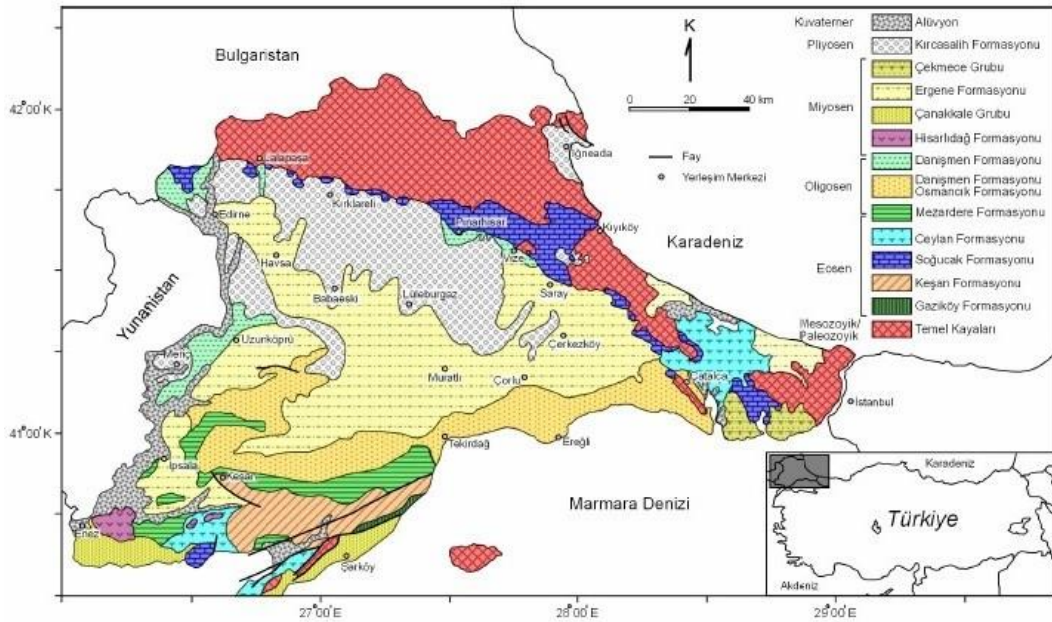 Bulgaristan
K
0 20 40 km
Fay
Yerleşim Merkezi
Kuvaterner
Alüvyon
Pliyosen
Kırcasalih Formasyonu
Çekmece Grubu
Miyosen
Ergene Formasyonu
Çanakkale Grubu
Hisarlıdağ Formasyonu
Danişmen Formasyonu
Oligosen
Danişmen Formasyonu
Osmancık Formasyonu
Mezardere Formasyonu
Ceylan Formasyonu
Eosen
Soğucak Formasyonu
Keşan Formasyonu
Gaziköy Formasyonu
Mesozoyik/
Paleozoyik
Temel Kayaları
42°00' K
41°00' K
Lalapaşa
İğneada
Kırklareli
Edirne
Pınarhisar
Kıyıköy
Karadeniz
Havsa
Vize
Yunanistan
Babaeski
Lüleburgaz
Saray
Uzunköprü
Çerkezköy
Meriç
Muratlı
Çorlu
Çatalca
İstanbul
Tekirdağ
Ereğli
İpsala
Keşan
Marmara Denizi
Enez
Şarköy
Karadeniz
Türkiye
Akdeniz
27°00'E
28°00'E
29°00'E